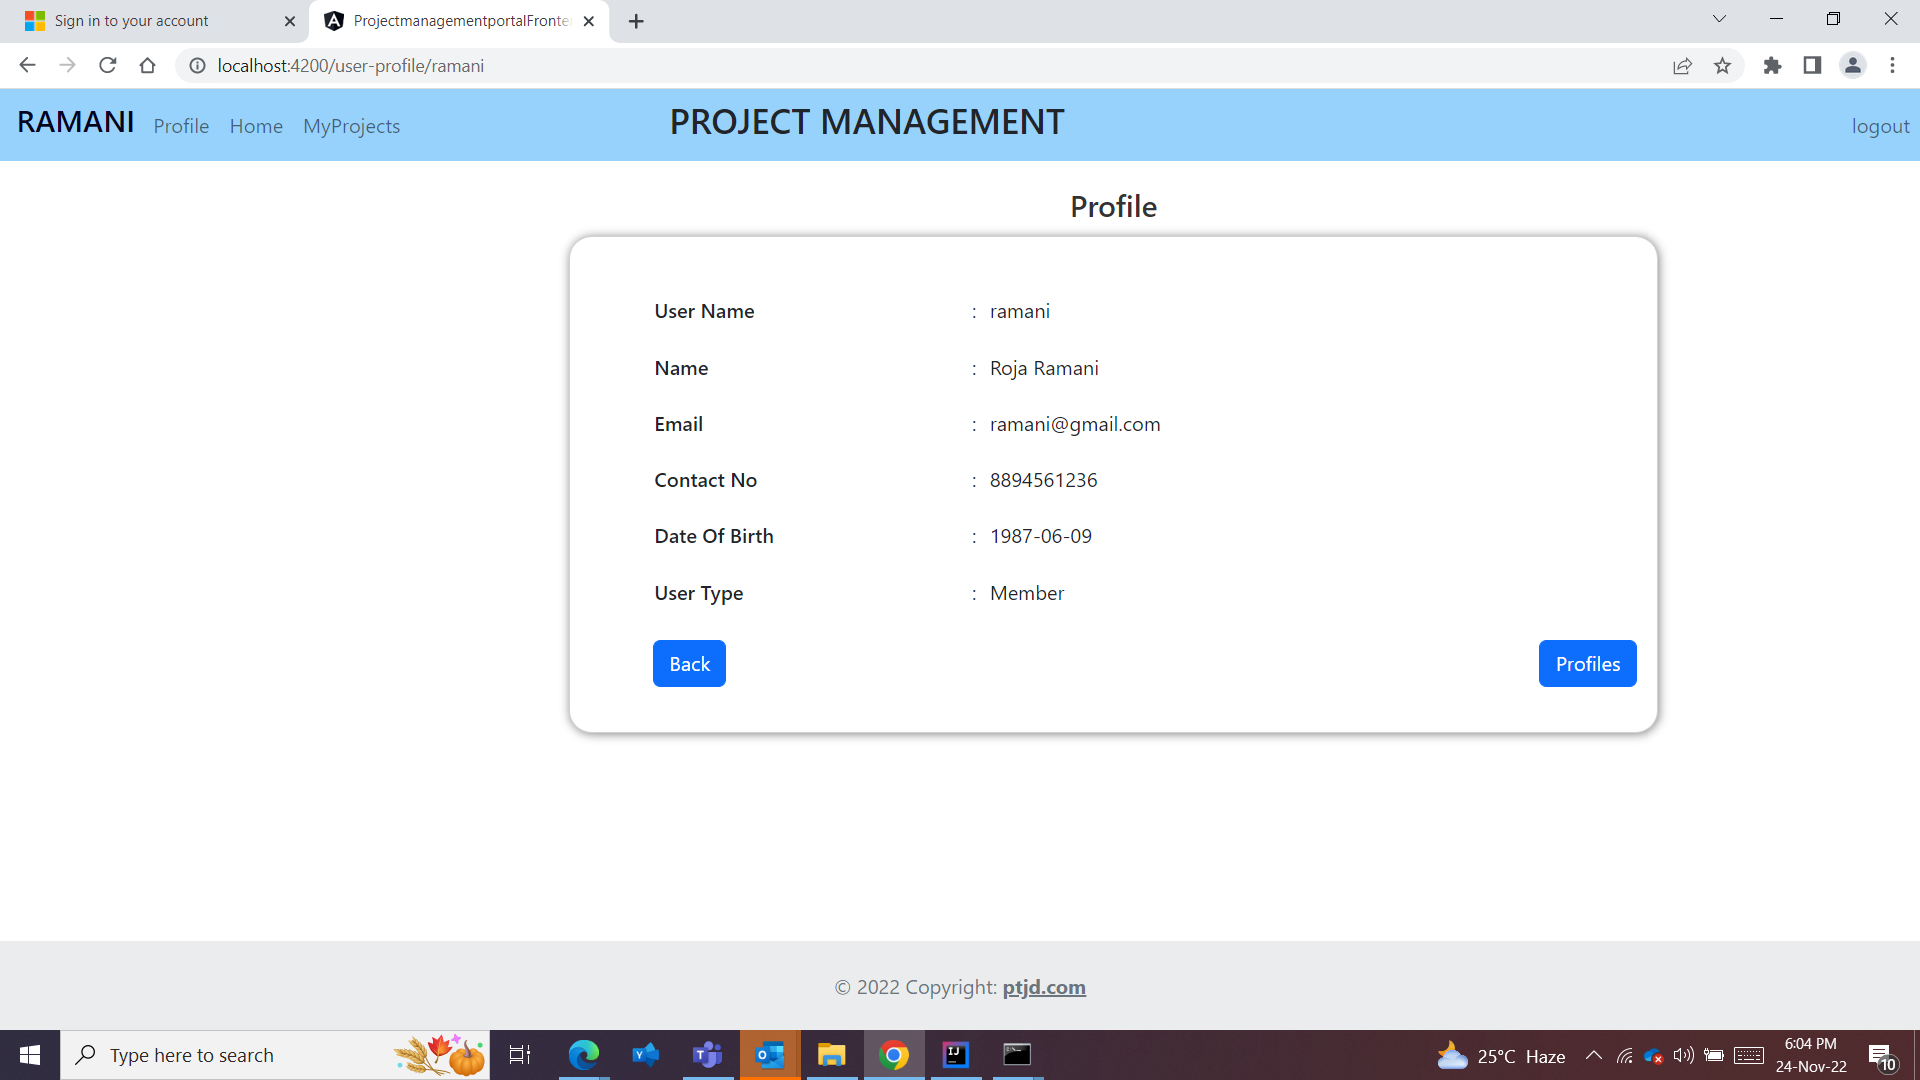 Sign in to your account
ProjectmanagementportalFronte
localhost:4200/user-profile/ramani
RAMANI Profile Home MyProjects PROJECT MANAGEMENT logout
Profile
User Name : ramani
Name : Roja Ramani
Email : ramani@gmail.com
Contact No : 8894561236
Date Of Birth : 1987-06-09
User Type : Member
Back Profiles
© 2022 Copyright: ptjd.com
Type here to search
25°C Haze
6:04 PM
24-Nov-22
10